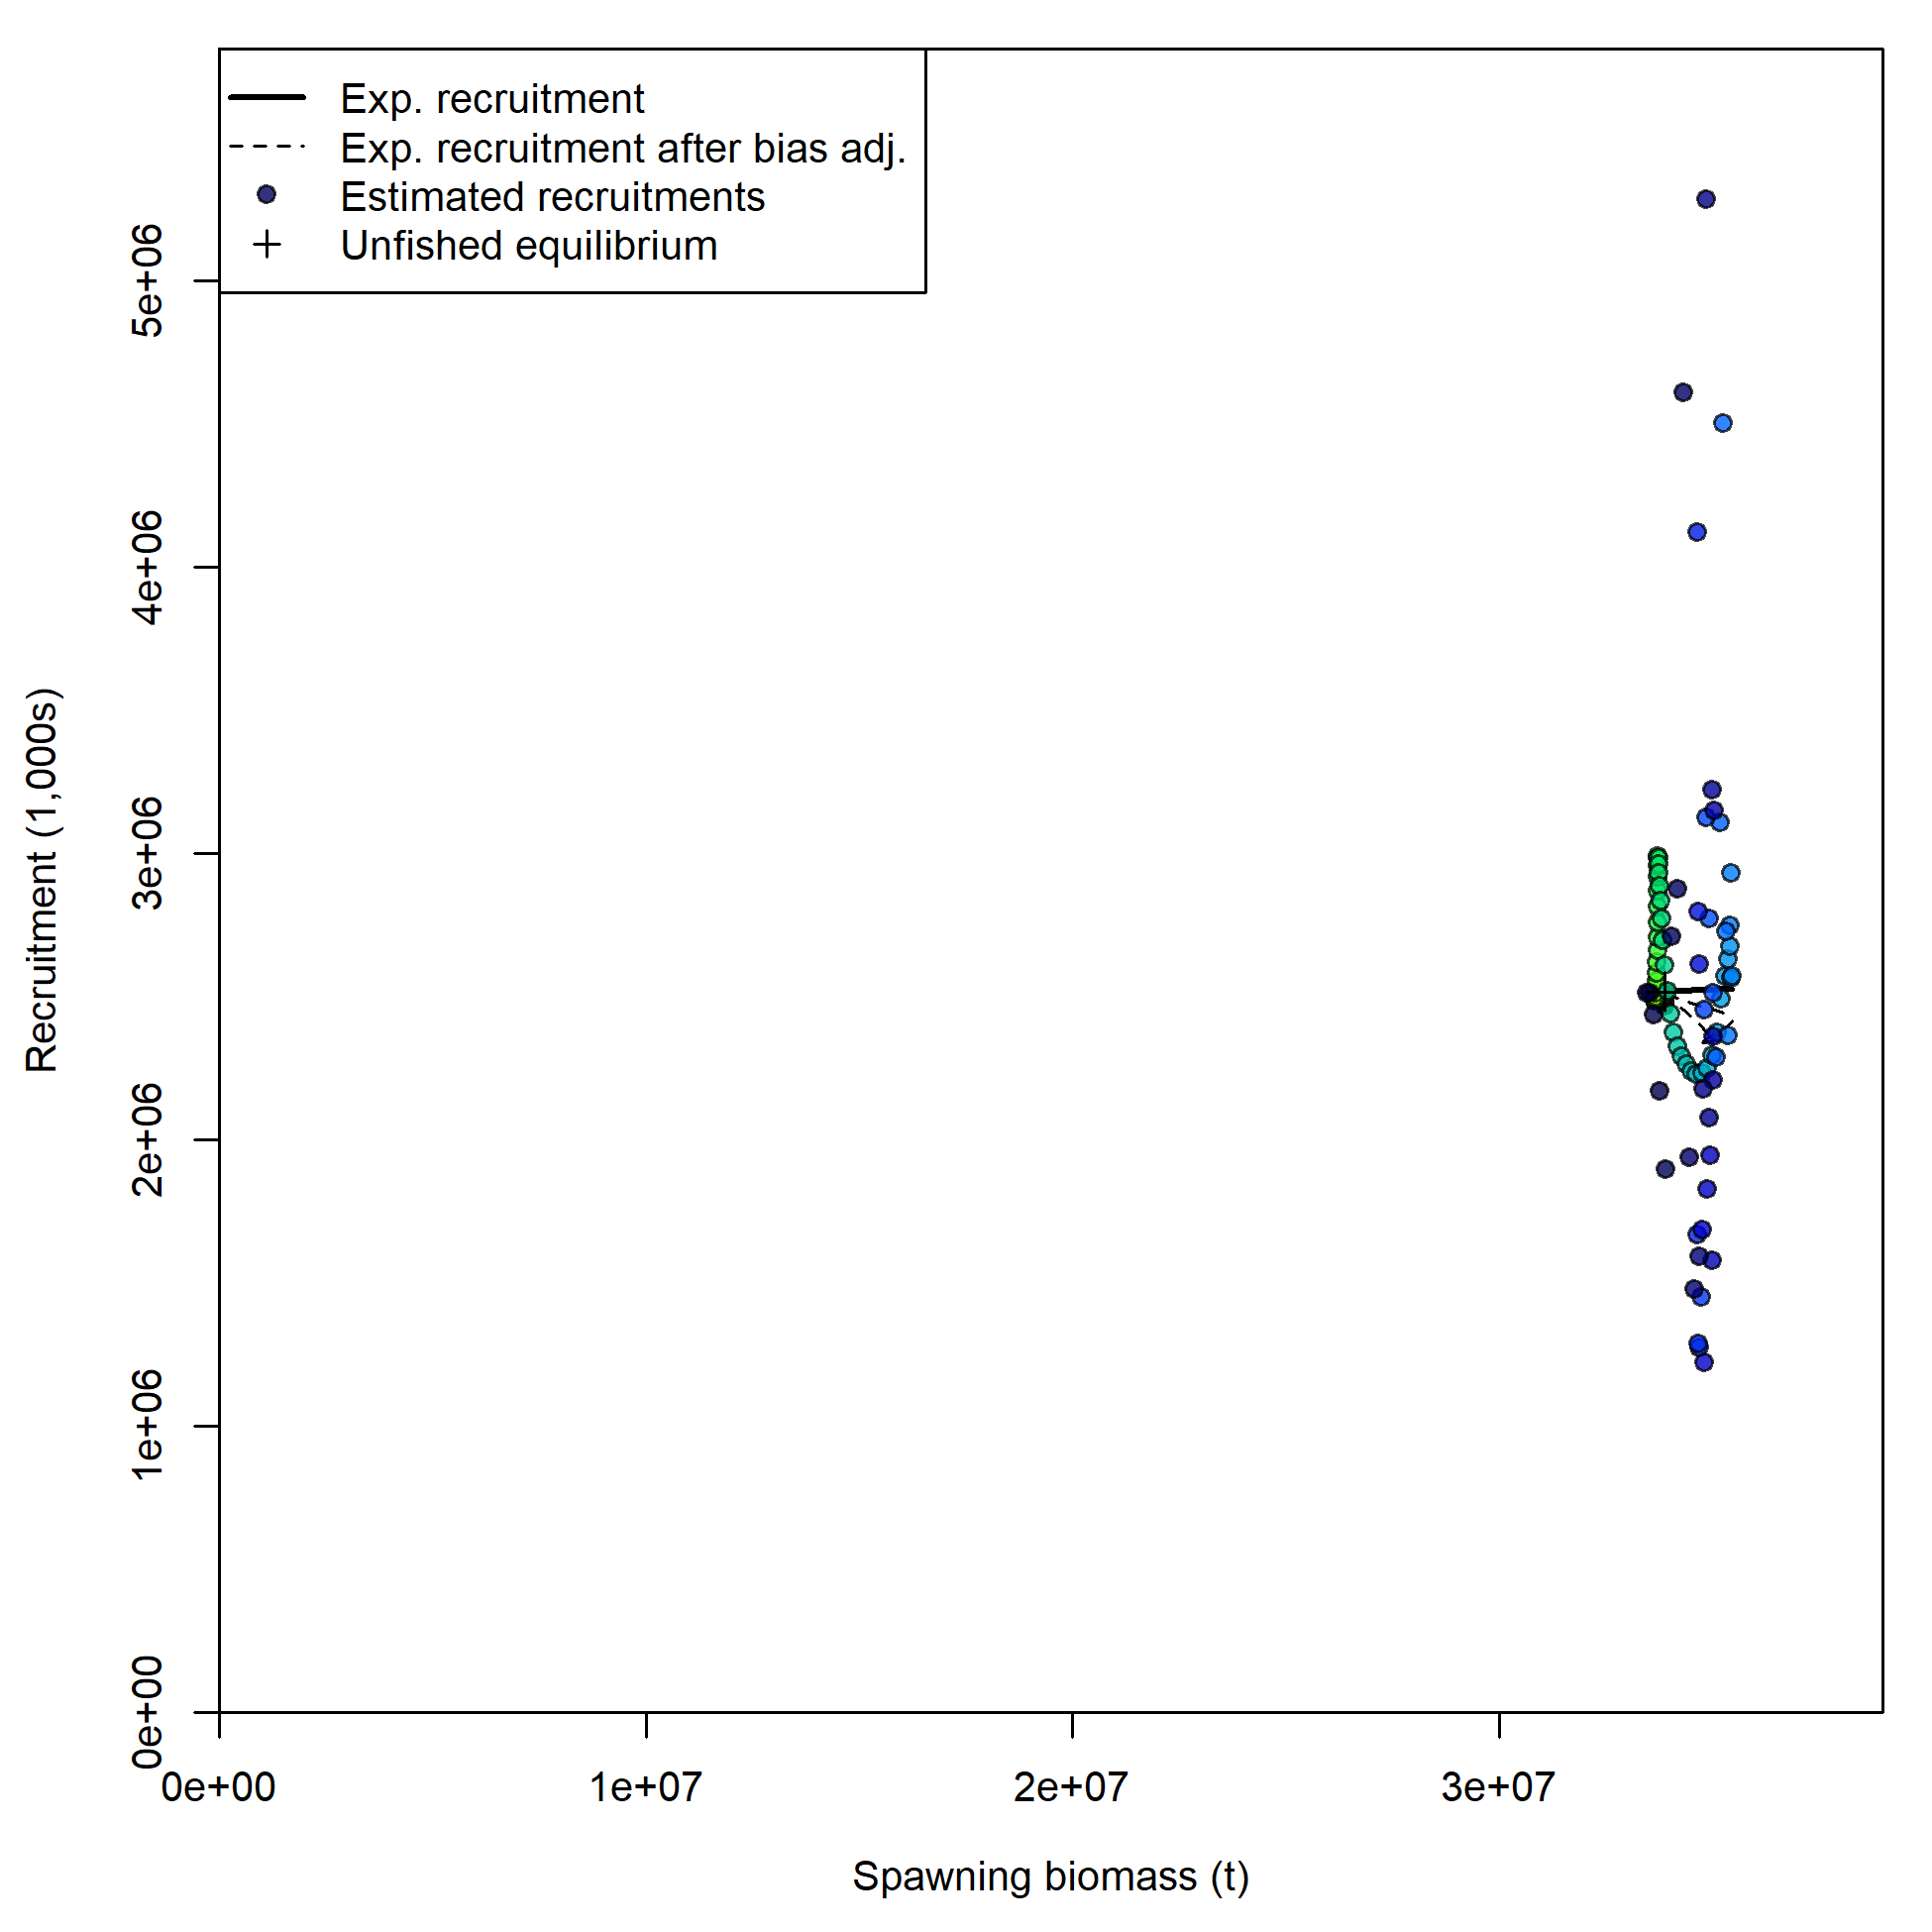 Exp. recruitment
Exp. recruitment after bias adj.
Estimated recruitments
Unfished equilibrium
5e+06
4e+06
3e+06
2e+06
1e+06
0e+00
Recruitment (1,000s)
0e+00
1e+07
2e+07
3e+07
Spawning biomass (t)